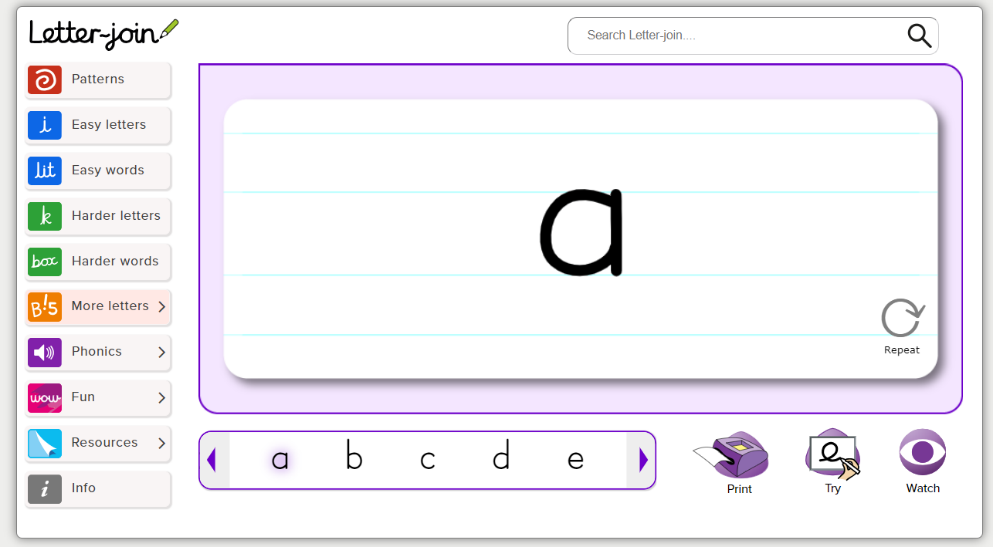 Letter-join
Search Letter-join....
Patterns
i Easy letters
lit Easy words
k Harder letters
box Harder words
B!5 More letters
Phonics
wow Fun
Resources
i Info
a
Repeat
a b c d e
Print
Try
Watch